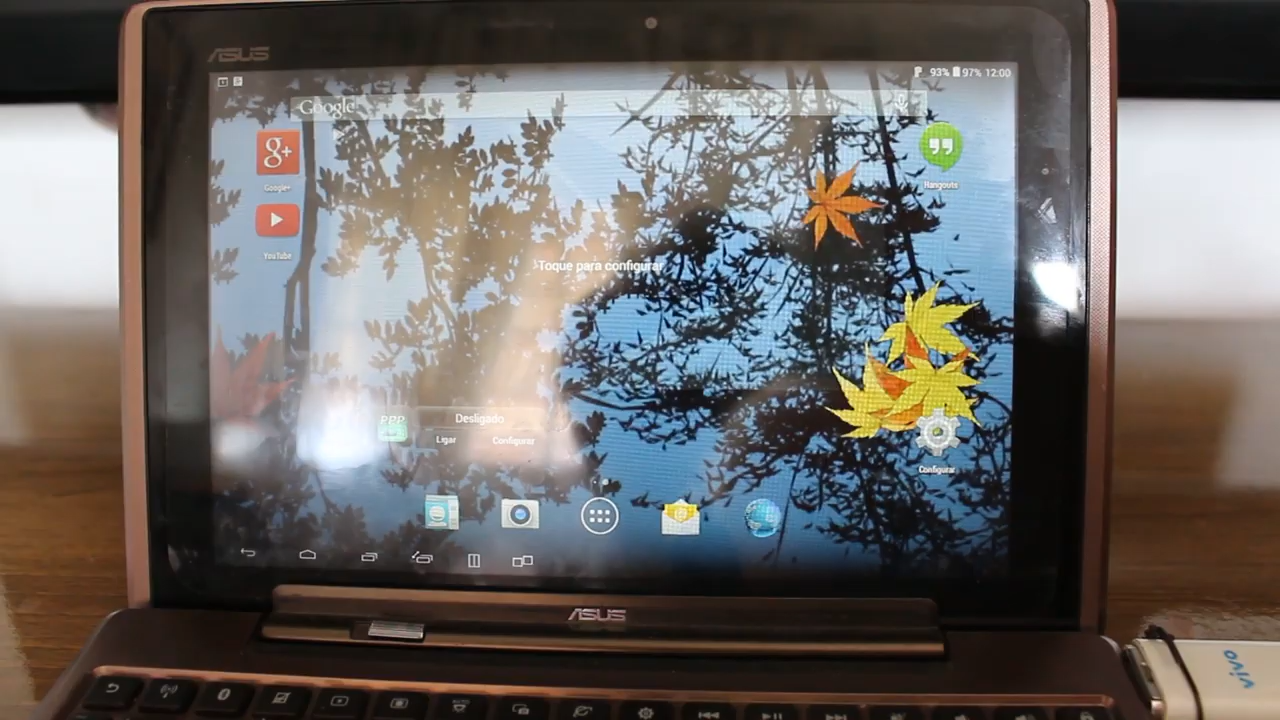 ASUS
93% 97% 12:00
Google
g+
Google+
Hangouts
YouTube
Toque para configurar
PPP
Desligado
Ligar Configurar
Configurar
ASUS
vivo